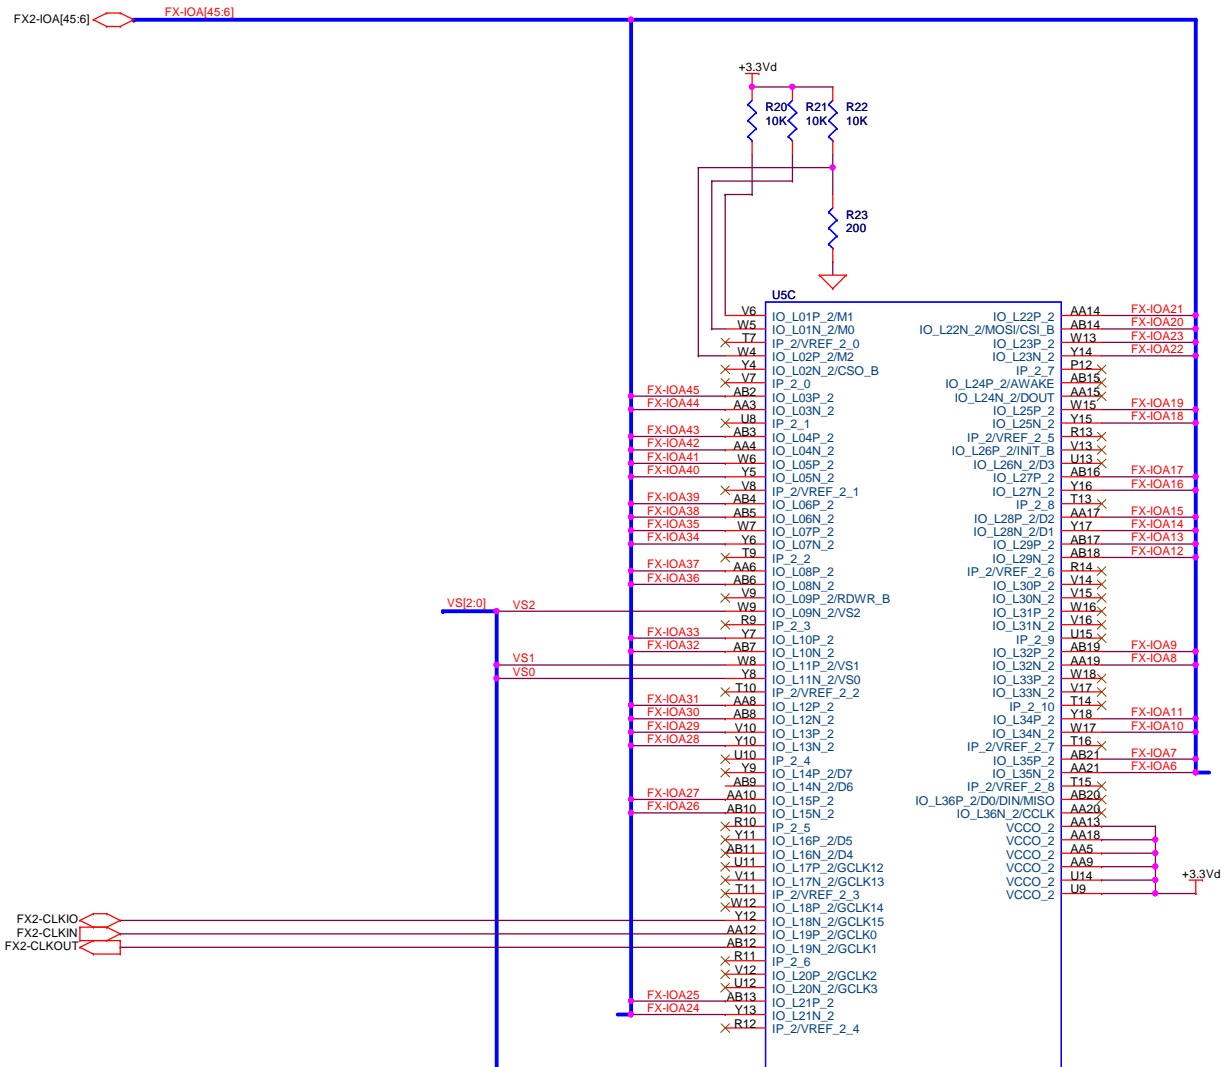 FX2-IOA[45:6]
FX-IOA[45:6]
+3.3Vd
R20
10K
R21
10K
R22
10K
R23
200
U5C
V6 IO_L01P_2/M1
W5 IO_L01N_2/M0
T7 IP_2/VREF_2_0
W4 IO_L02P_2/M2
Y4 IO_L02N_2/CSO_B
V7 IP_2_0
FX-IOA45 AB2 IO_L03P_2
FX-IOA44 AA3 IO_L03N_2
U8 IP_2_1
FX-IOA43 AB3 IO_L04P_2
FX-IOA42 AA4 IO_L04N_2
FX-IOA41 W6 IO_L05P_2
FX-IOA40 Y5 IO_L05N_2
V8 IP_2/VREF_2_1
FX-IOA39 AB4 IO_L06P_2
FX-IOA38 AB5 IO_L06N_2
FX-IOA35 W7 IO_L07P_2
FX-IOA34 Y6 IO_L07N_2
T9 IP_2_2
FX-IOA37 AA6 IO_L08P_2
FX-IOA36 AB6 IO_L08N_2
V9 IO_L09P_2/RDWR_B
VS[2:0]
VS2 W9 IO_L09N_2/VS2
R9 IP_2_3
FX-IOA33 Y7 IO_L10P_2
FX-IOA32 AB7 IO_L10N_2
VS1 W8 IO_L11P_2/VS1
VS0 Y8 IO_L11N_2/VS0
T10 IP_2/VREF_2_2
FX-IOA31 AA8 IO_L12P_2
FX-IOA30 AB8 IO_L12N_2
FX-IOA29 V10 IO_L13P_2
FX-IOA28 Y10 IO_L13N_2
U10 IP_2_4
Y9 IO_L14P_2/D7
AB9 IO_L14N_2/D6
FX-IOA27 AA10 IO_L15P_2
FX-IOA26 AB10 IO_L15N_2
R10 IP_2_5
Y11 IO_L16P_2/D5
AB11 IO_L16N_2/D4
U11 IO_L17P_2/GCLK12
V11 IO_L17N_2/GCLK13
T11 IP_2/VREF_2_3
W12 IO_L18P_2/GCLK14
FX2-CLKIO Y12 IO_L18N_2/GCLK15
FX2-CLKIN AA12 IO_L19P_2/GCLK0
FX2-CLKOUT AB12 IO_L19N_2/GCLK1
R11 IP_2_6
V12 IO_L20P_2/GCLK2
U12 IO_L20N_2/GCLK3
FX-IOA25 AB13 IO_L21P_2
FX-IOA24 Y13 IO_L21N_2
R12 IP_2/VREF_2_4
IO_L22P_2 AA14 FX-IOA21
IO_L22N_2/MOSI/CSI_B AB14 FX-IOA20
IO_L23P_2 W13 FX-IOA23
IO_L23N_2 Y14 FX-IOA22
IP_2_7 P12
IO_L24P_2/AWAKE AB15
IO_L24N_2/DOUT AA15
IO_L25P_2 W15 FX-IOA19
IO_L25N_2 Y15 FX-IOA18
IP_2/VREF_2_5 R13
IO_L26P_2/INIT_B V13
IO_L26N_2/D3 U13
IO_L27P_2 AB16 FX-IOA17
IO_L27N_2 Y16 FX-IOA16
IP_2_8 T13
IO_L28P_2/D2 AA17 FX-IOA15
IO_L28N_2/D1 Y17 FX-IOA14
IO_L29P_2 AB17 FX-IOA13
IO_L29N_2 AB18 FX-IOA12
IP_2/VREF_2_6 R14
IO_L30P_2 V14
IO_L30N_2 V15
IO_L31P_2 W16
IO_L31N_2 V16
IP_2_9 U15
IO_L32P_2 AB19 FX-IOA9
IO_L32N_2 AA19 FX-IOA8
IO_L33P_2 W18
IO_L33N_2 V17
IP_2_10 T14
IO_L34P_2 Y18 FX-IOA11
IO_L34N_2 W17 FX-IOA10
IP_2/VREF_2_7 T16
IO_L35P_2 AB21 FX-IOA7
IO_L35N_2 AA21 FX-IOA6
IP_2/VREF_2_8 T15
IO_L36P_2/D0/DIN/MISO AB20
IO_L36N_2/CCLK AA20
VCCO_2 AA13
VCCO_2 AA18
VCCO_2 AA5
VCCO_2 AA9
VCCO_2 U14
VCCO_2 U9
+3.3Vd